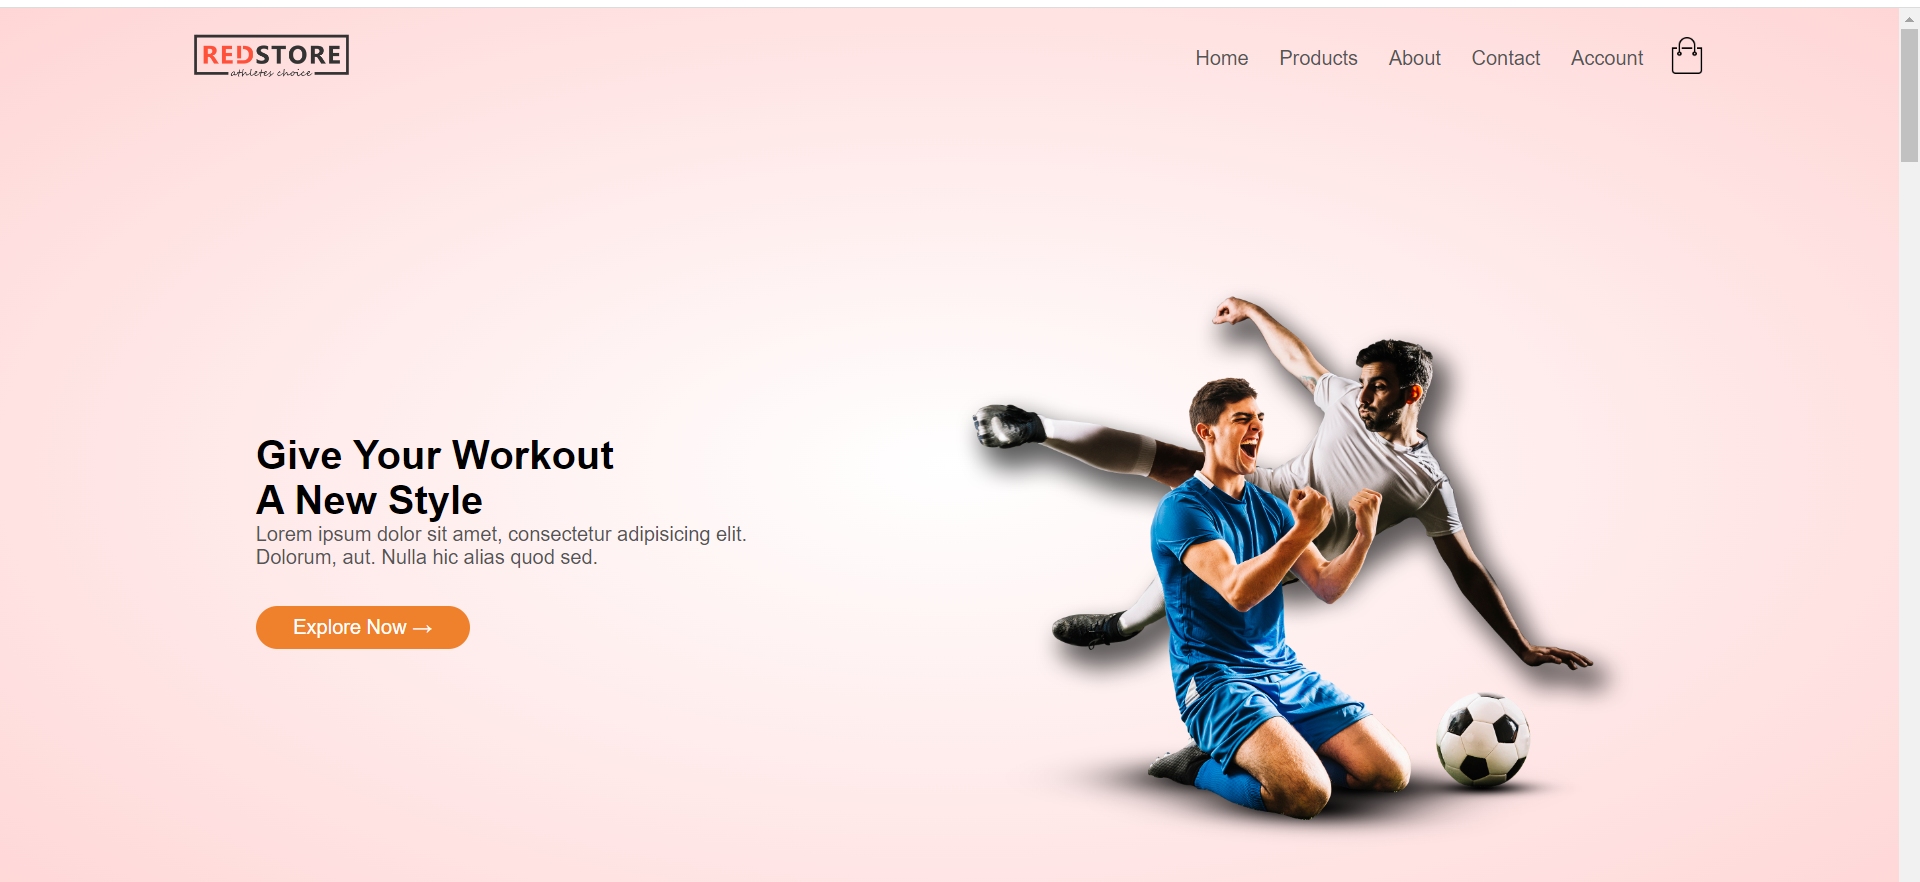 REDSTORE
athletes choice
Home Products About Contact Account
Give Your Workout
A New Style
Lorem ipsum dolor sit amet, consectetur adipisicing elit.
Dolorum, aut. Nulla hic alias quod sed.
Explore Now →